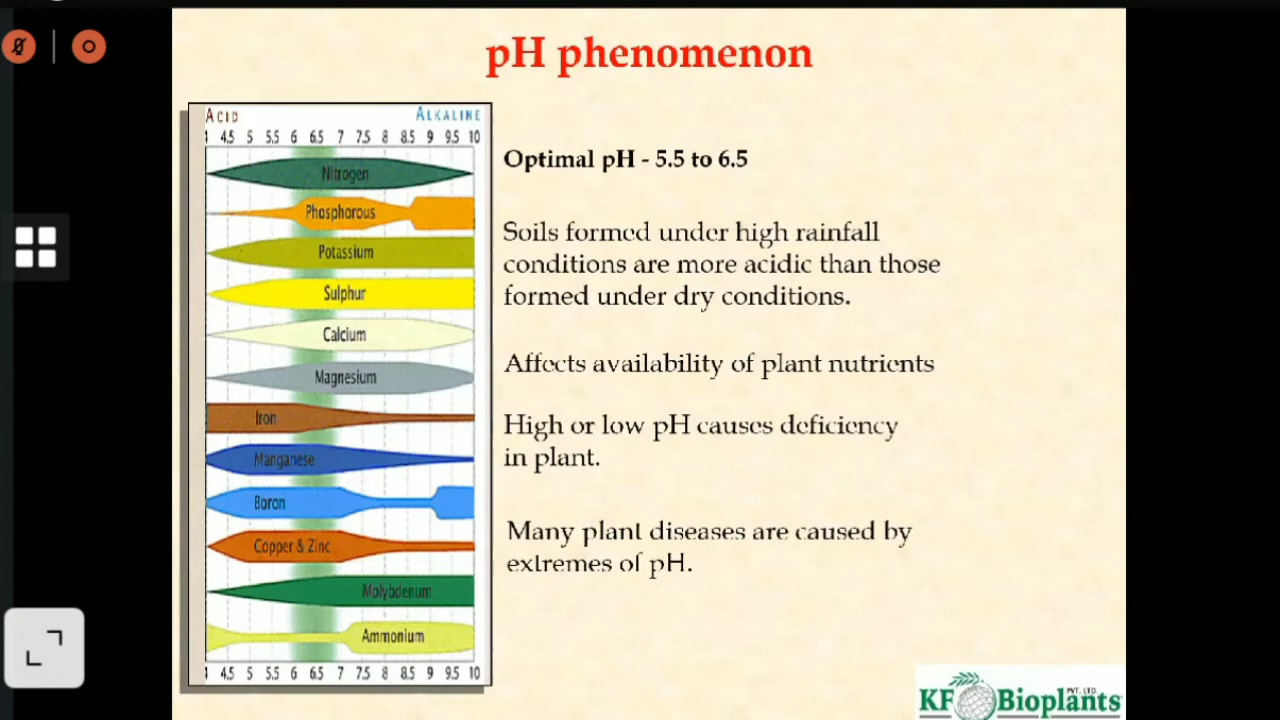 pH phenomenon
ACID ALKALINE
4 4.5 5 5.5 6 6.5 7 7.5 8 8.5 9 9.5 10
Nitrogen
Phosphorous
Potassium
Sulphur
Calcium
Magnesium
Iron
Manganese
Boron
Copper & Zinc
Molybdenum
Ammonium
4 4.5 5 5.5 6 6.5 7 7.5 8 8.5 9 9.5 10
Optimal pH - 5.5 to 6.5
Soils formed under high rainfall
conditions are more acidic than those
formed under dry conditions.
Affects availability of plant nutrients
High or low pH causes deficiency
in plant.
Many plant diseases are caused by
extremes of pH.
KF Bioplants PVT. LTD.